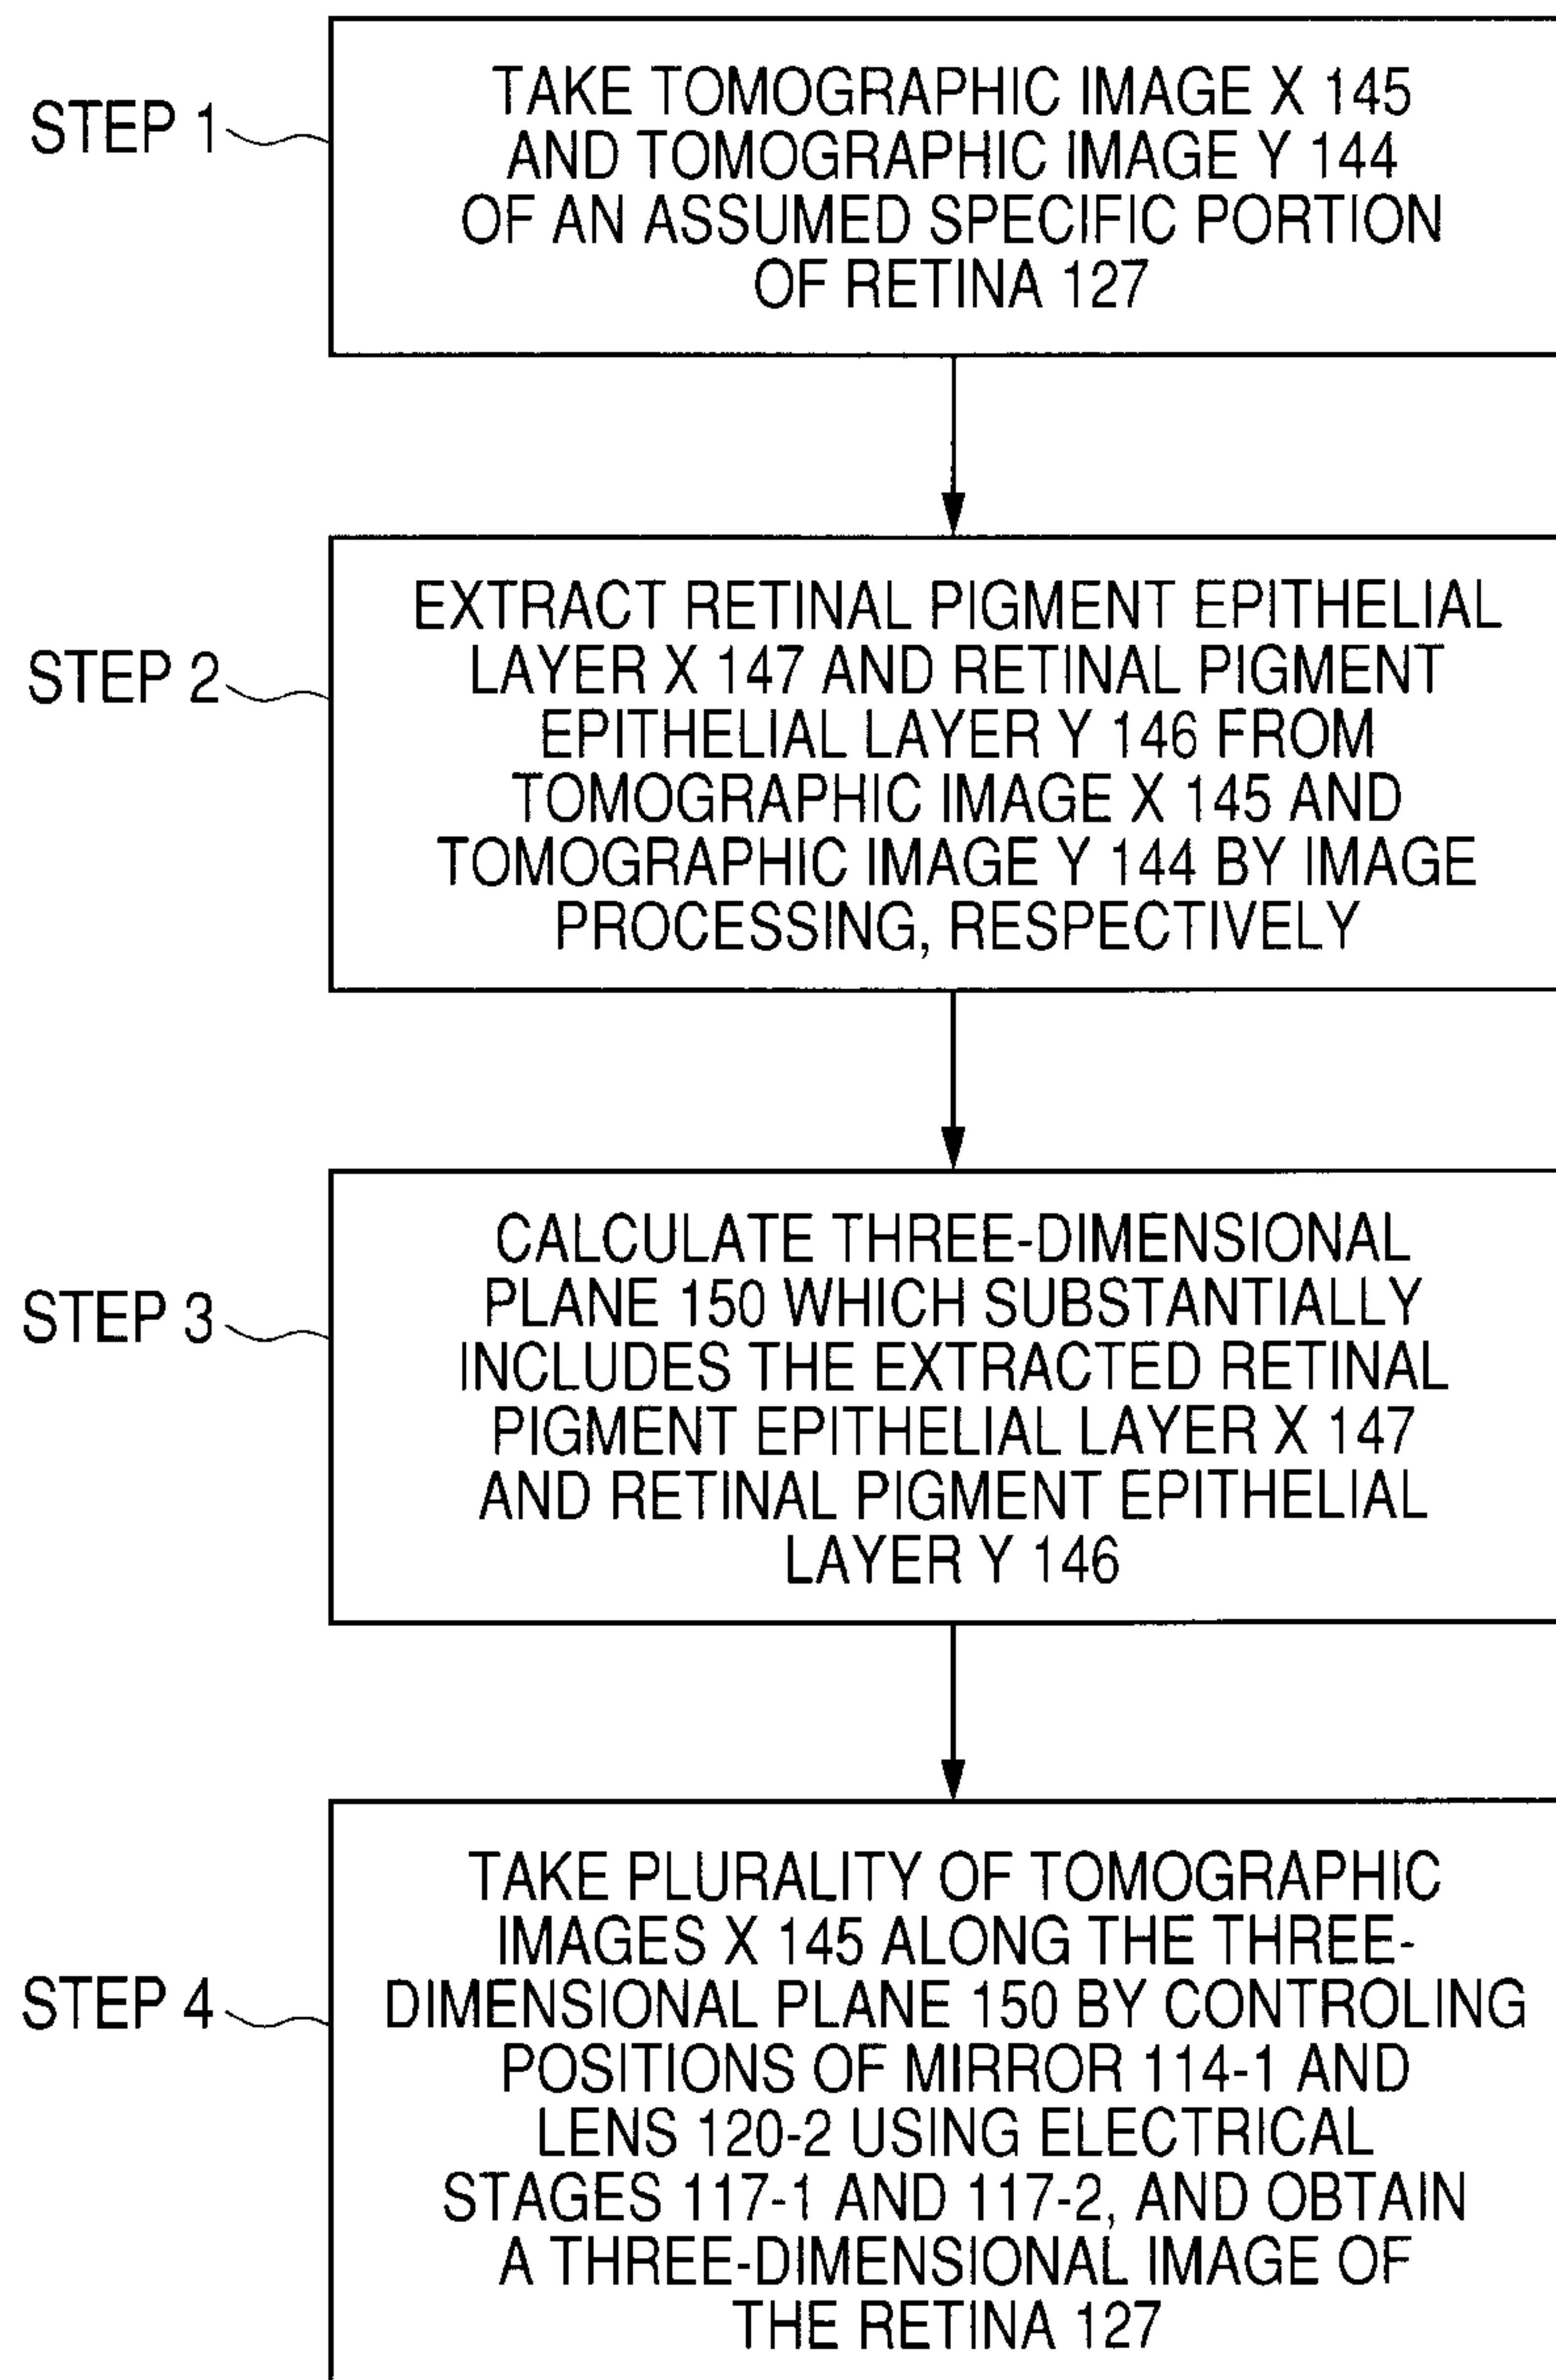 STEP 1
TAKE TOMOGRAPHIC IMAGE X 145
AND TOMOGRAPHIC IMAGE Y 144
OF AN ASSUMED SPECIFIC PORTION
OF RETINA 127
STEP 2
EXTRACT RETINAL PIGMENT EPITHELIAL
LAYER X 147 AND RETINAL PIGMENT
EPITHELIAL LAYER Y 146 FROM
TOMOGRAPHIC IMAGE X 145 AND
TOMOGRAPHIC IMAGE Y 144 BY IMAGE
PROCESSING, RESPECTIVELY
STEP 3
CALCULATE THREE-DIMENSIONAL
PLANE 150 WHICH SUBSTANTIALLY
INCLUDES THE EXTRACTED RETINAL
PIGMENT EPITHELIAL LAYER X 147
AND RETINAL PIGMENT EPITHELIAL
LAYER Y 146
STEP 4
TAKE PLURALITY OF TOMOGRAPHIC
IMAGES X 145 ALONG THE THREE-
DIMENSIONAL PLANE 150 BY CONTROLING
POSITIONS OF MIRROR 114-1 AND
LENS 120-2 USING ELECTRICAL
STAGES 117-1 AND 117-2, AND OBTAIN
A THREE-DIMENSIONAL IMAGE OF
THE RETINA 127